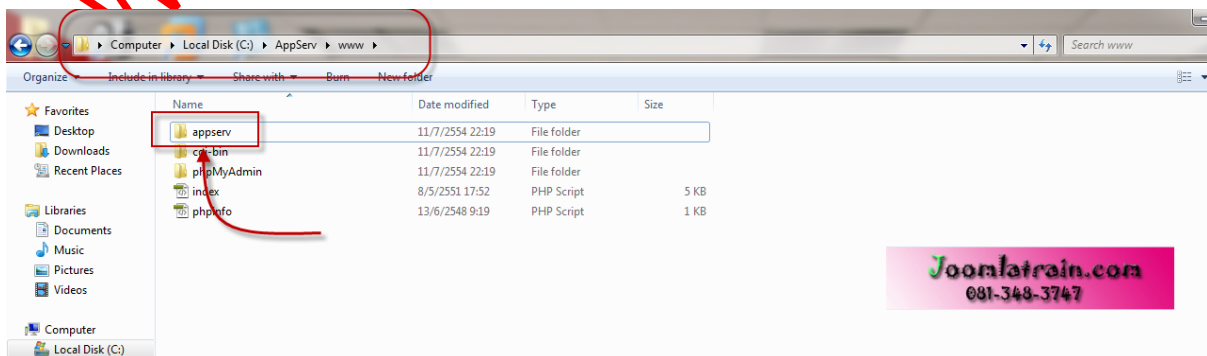 Computer ▸ Local Disk (C:) ▸ AppServ ▸ www ▸
Search www
Organize Include in library Share with Burn New folder
Favorites
Desktop
Downloads
Recent Places
Libraries
Documents
Music
Pictures
Videos
Computer
Local Disk (C:)
Name Date modified Type Size
appserv 11/7/2554 22:19 File folder
cgi-bin 11/7/2554 22:19 File folder
phpMyAdmin 11/7/2554 22:19 File folder
index 8/5/2551 17:52 PHP Script 5 KB
phpinfo 13/6/2548 9:19 PHP Script 1 KB
Joomlatrain.com
081-348-3747